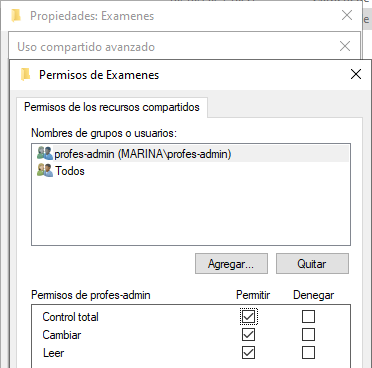 Propiedades: Examenes
Uso compartido avanzado
Permisos de Examenes
Permisos de los recursos compartidos
Nombres de grupos o usuarios:
profes-admin (MARINA\profes-admin)
Todos
Agregar... Quitar
Permisos de profes-admin Permitir Denegar
Control total
Cambiar
Leer